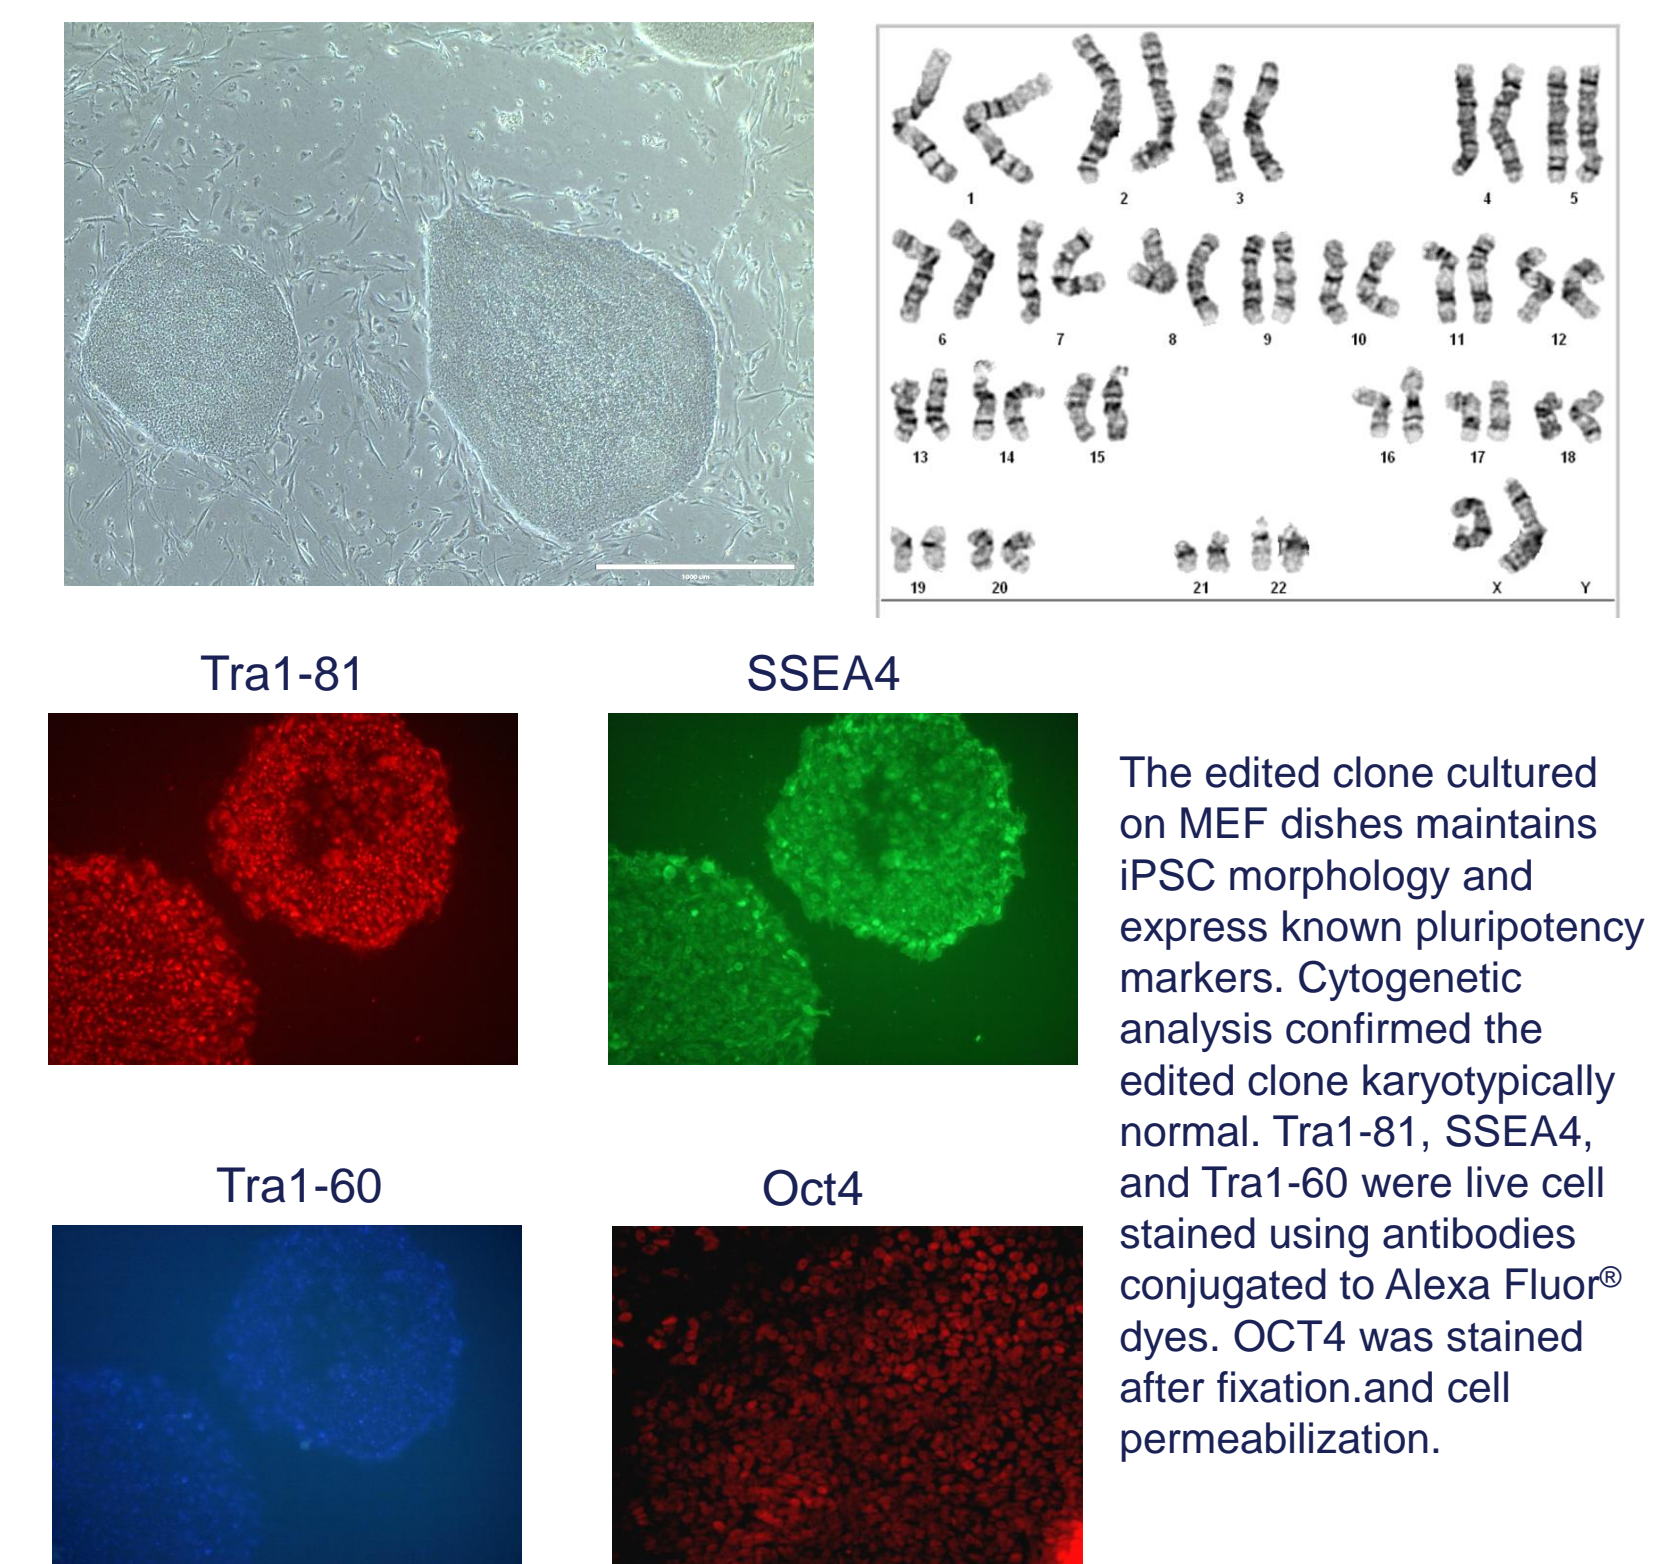 1000 um
1 2 3 4 5
6 7 8 9 10 11 12
13 14 15 16 17 18
19 20 21 22 X Y
Tra1-81
SSEA4
Tra1-60
Oct4
The edited clone cultured
on MEF dishes maintains
iPSC morphology and
express known pluripotency
markers. Cytogenetic
analysis confirmed the
edited clone karyotypically
normal. Tra1-81, SSEA4,
and Tra1-60 were live cell
stained using antibodies
conjugated to Alexa Fluor®
dyes. OCT4 was stained
after fixation.and cell
permeabilization.